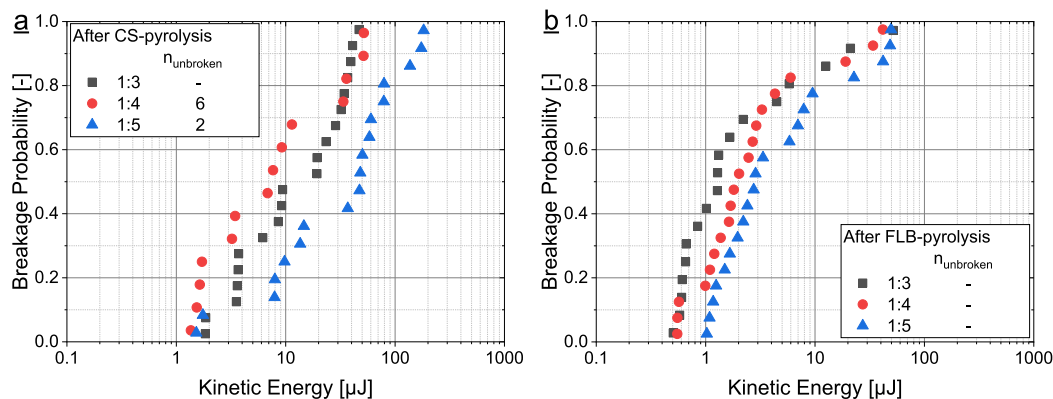 a
After CS-pyrolysis
n_unbroken
1:3 -
1:4 6
1:5 2
Breakage Probability [-]
1.0
0.8
0.6
0.4
0.2
0.0
0.1 1 10 100 1000
Kinetic Energy [µJ]
b
Breakage Probability [-]
1.0
0.8
0.6
0.4
0.2
0.0
After FLB-pyrolysis
n_unbroken
1:3 -
1:4 -
1:5 -
0.1 1 10 100 1000
Kinetic Energy [µJ]